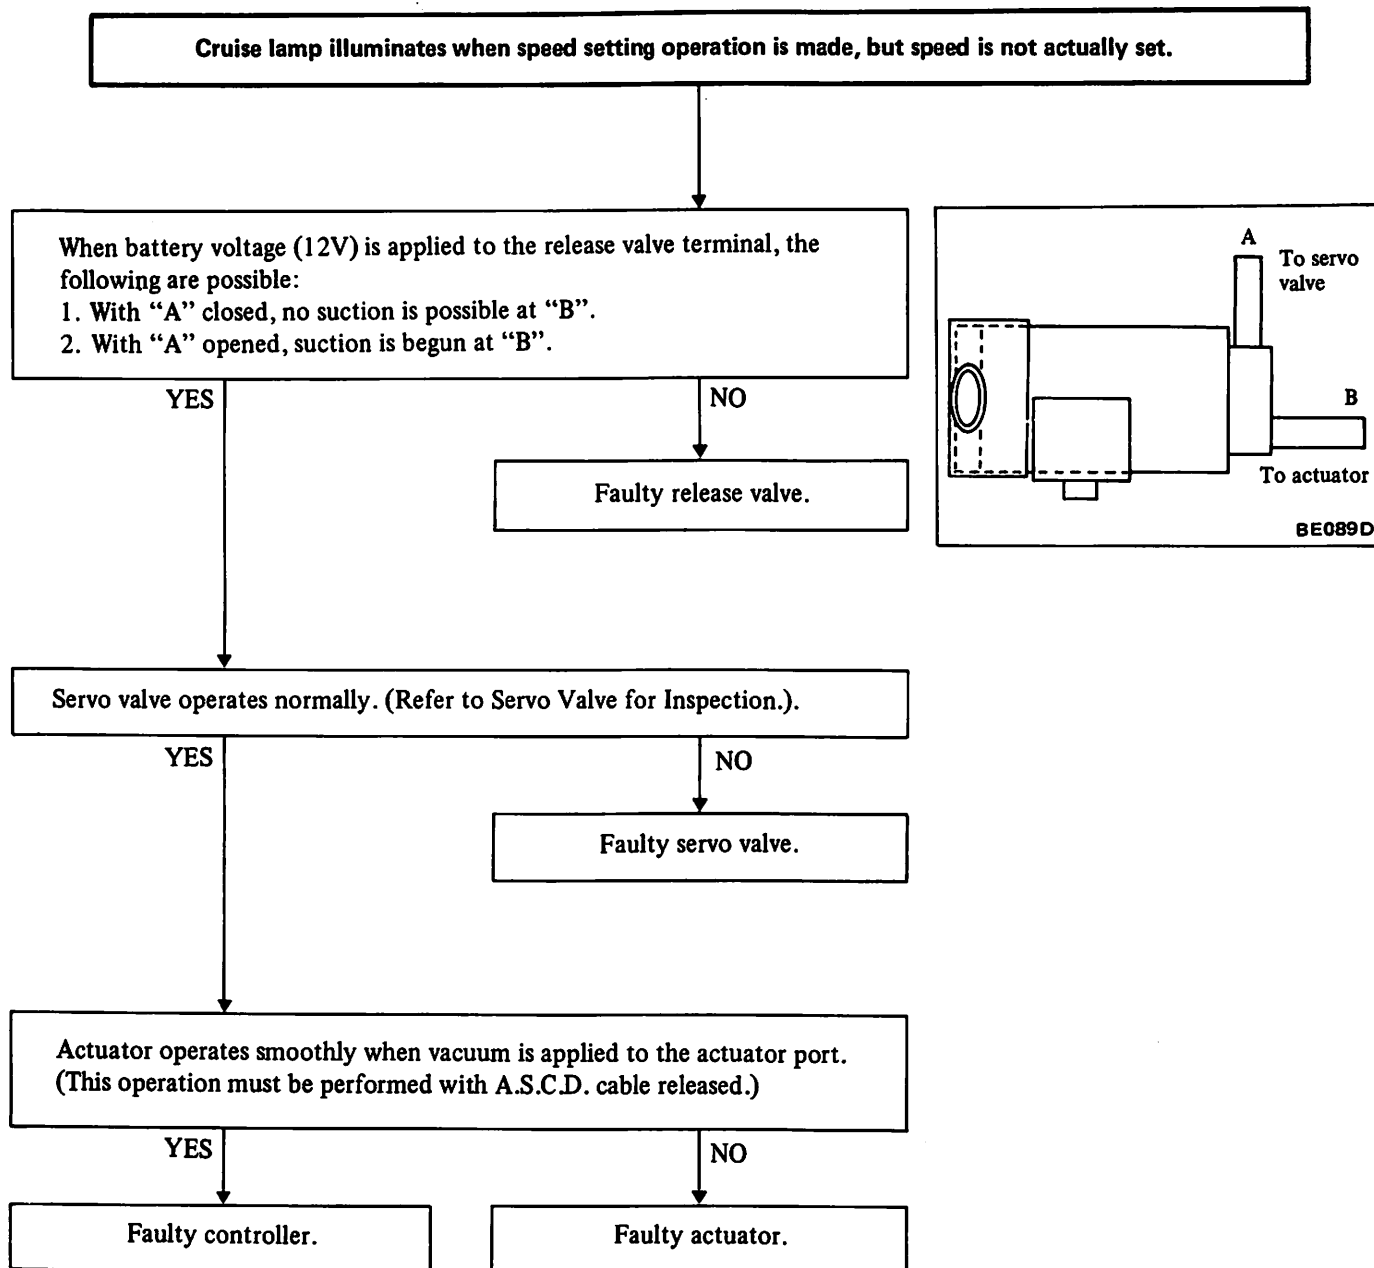 Cruise lamp illuminates when speed setting operation is made, but speed is not actually set.
When battery voltage (12V) is applied to the release valve terminal, the
following are possible:
1. With “A” closed, no suction is possible at “B”.
2. With “A” opened, suction is begun at “B”.
A
To servo
valve
B
To actuator
BE089D
YES
NO
Faulty release valve.
Servo valve operates normally. (Refer to Servo Valve for Inspection.).
YES
NO
Faulty servo valve.
Actuator operates smoothly when vacuum is applied to the actuator port.
(This operation must be performed with A.S.C.D. cable released.)
YES
NO
Faulty controller.
Faulty actuator.